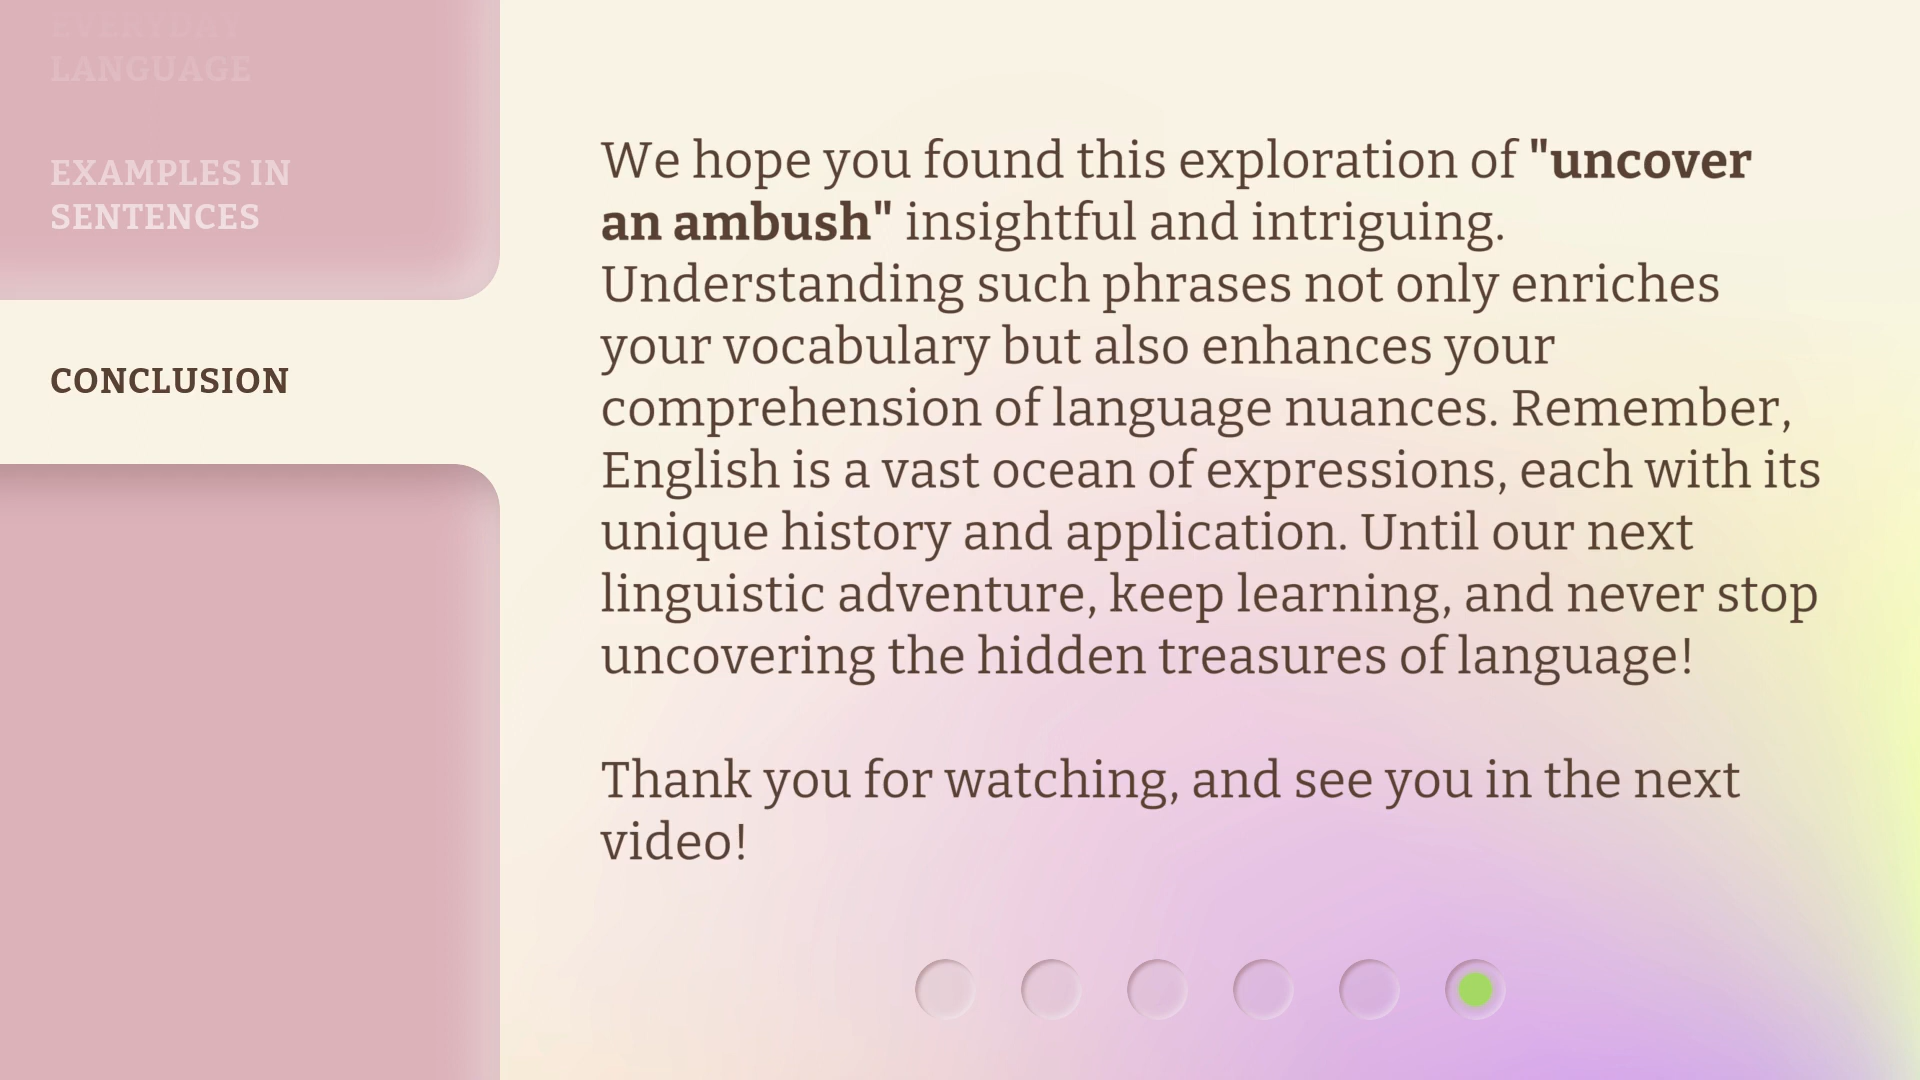 EVERYDAY
LANGUAGE
EXAMPLES IN
SENTENCES
CONCLUSION
We hope you found this exploration of "uncover
an ambush" insightful and intriguing.
Understanding such phrases not only enriches
your vocabulary but also enhances your
comprehension of language nuances. Remember,
English is a vast ocean of expressions, each with its
unique history and application. Until our next
linguistic adventure, keep learning, and never stop
uncovering the hidden treasures of language!
Thank you for watching, and see you in the next
video!